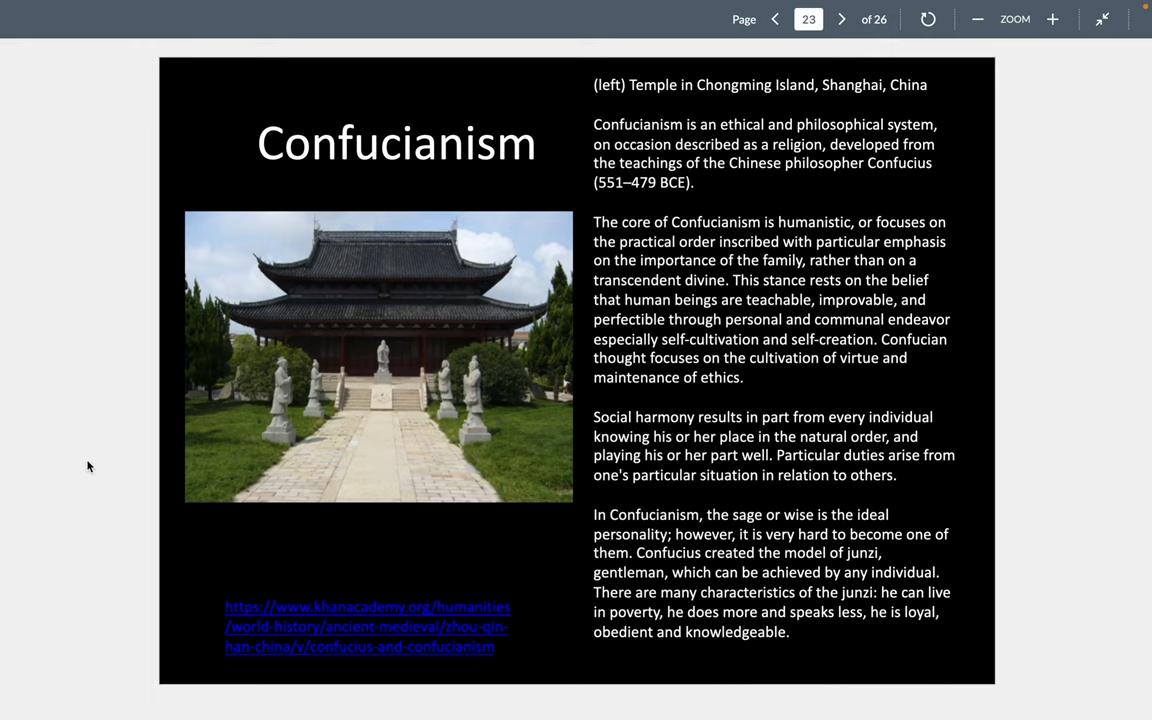 Page
23
of 26
ZOOM
Confucianism
(left) Temple in Chongming Island, Shanghai, China
Confucianism is an ethical and philosophical system,
on occasion described as a religion, developed from
the teachings of the Chinese philosopher Confucius
(551–479 BCE).
The core of Confucianism is humanistic, or focuses on
the practical order inscribed with particular emphasis
on the importance of the family, rather than on a
transcendent divine. This stance rests on the belief
that human beings are teachable, improvable, and
perfectible through personal and communal endeavor
especially self-cultivation and self-creation. Confucian
thought focuses on the cultivation of virtue and
maintenance of ethics.
Social harmony results in part from every individual
knowing his or her place in the natural order, and
playing his or her part well. Particular duties arise from
one's particular situation in relation to others.
In Confucianism, the sage or wise is the ideal
personality; however, it is very hard to become one of
them. Confucius created the model of junzi,
gentleman, which can be achieved by any individual.
There are many characteristics of the junzi: he can live
in poverty, he does more and speaks less, he is loyal,
obedient and knowledgeable.
https://www.khanacademy.org/humanities
/world-history/ancient-medieval/zhou-qin-
han-china/v/confucius-and-confucianism